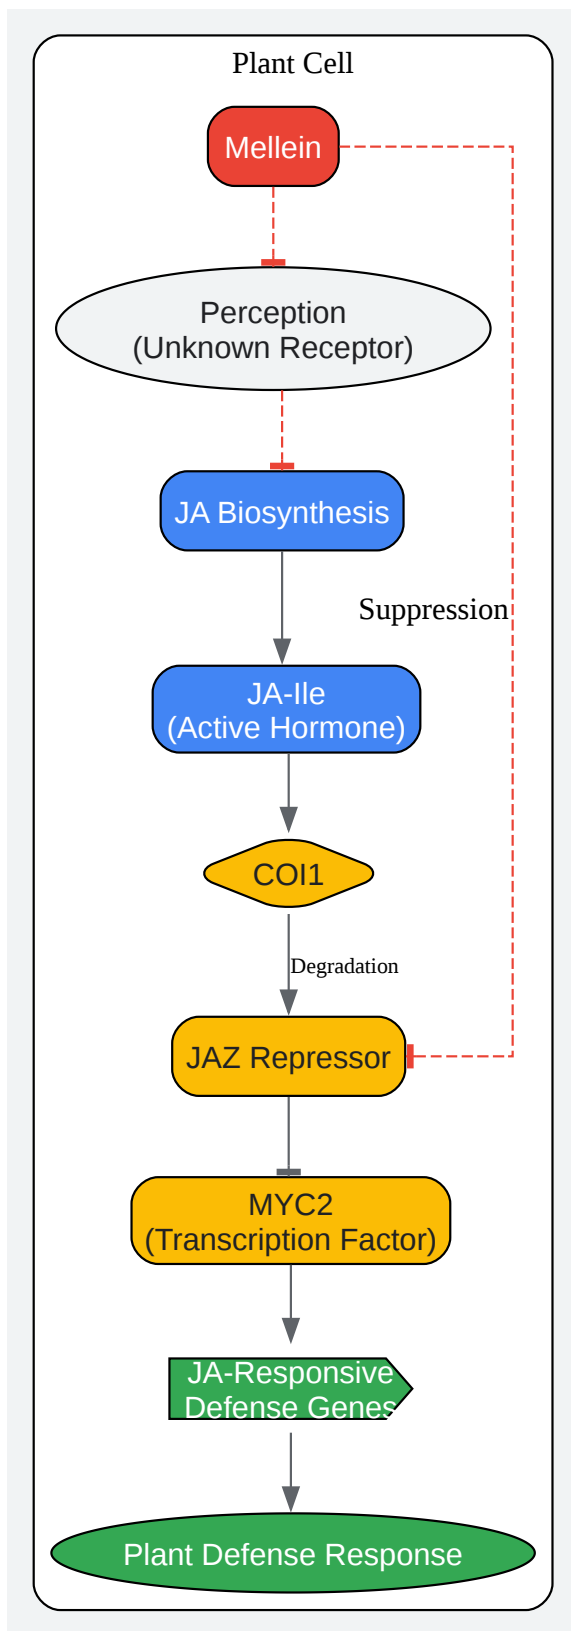 Plant Cell
Mellein
Perception
(Unknown Receptor)
JA Biosynthesis
Suppression
JA-Ile
(Active Hormone)
COI1
Degradation
JAZ Repressor
MYC2
(Transcription Factor)
JA-Responsive
Defense Genes
Plant Defense Response